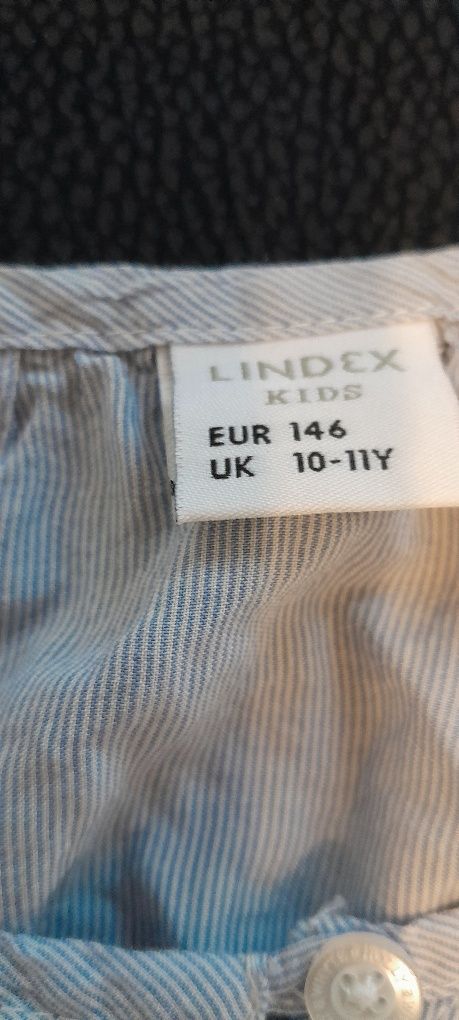 LINDEX
KIDS
EUR 146
UK 10-11Y